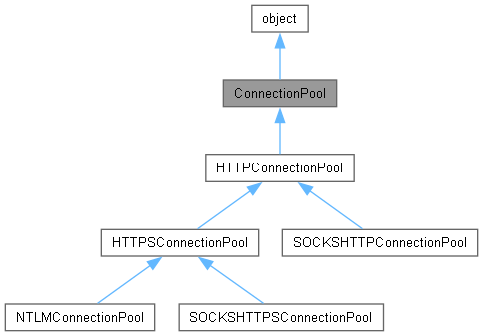 object
ConnectionPool
HTTPConnectionPool
HTTPSConnectionPool
SOCKSHTTPConnectionPool
NTLMConnectionPool
SOCKSHTTPSConnectionPool